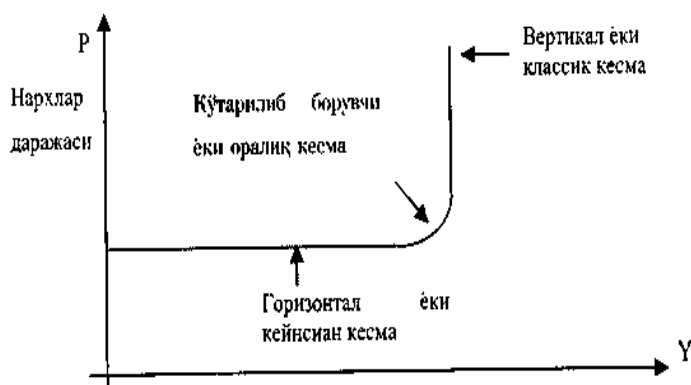 P
Вертикал ёки
классик кесма
Нархлар
даражаси
Кўтарилиб борувчи
ёки оралиқ кесма
Горизонтал ёки
кейнсиан кесма
Y